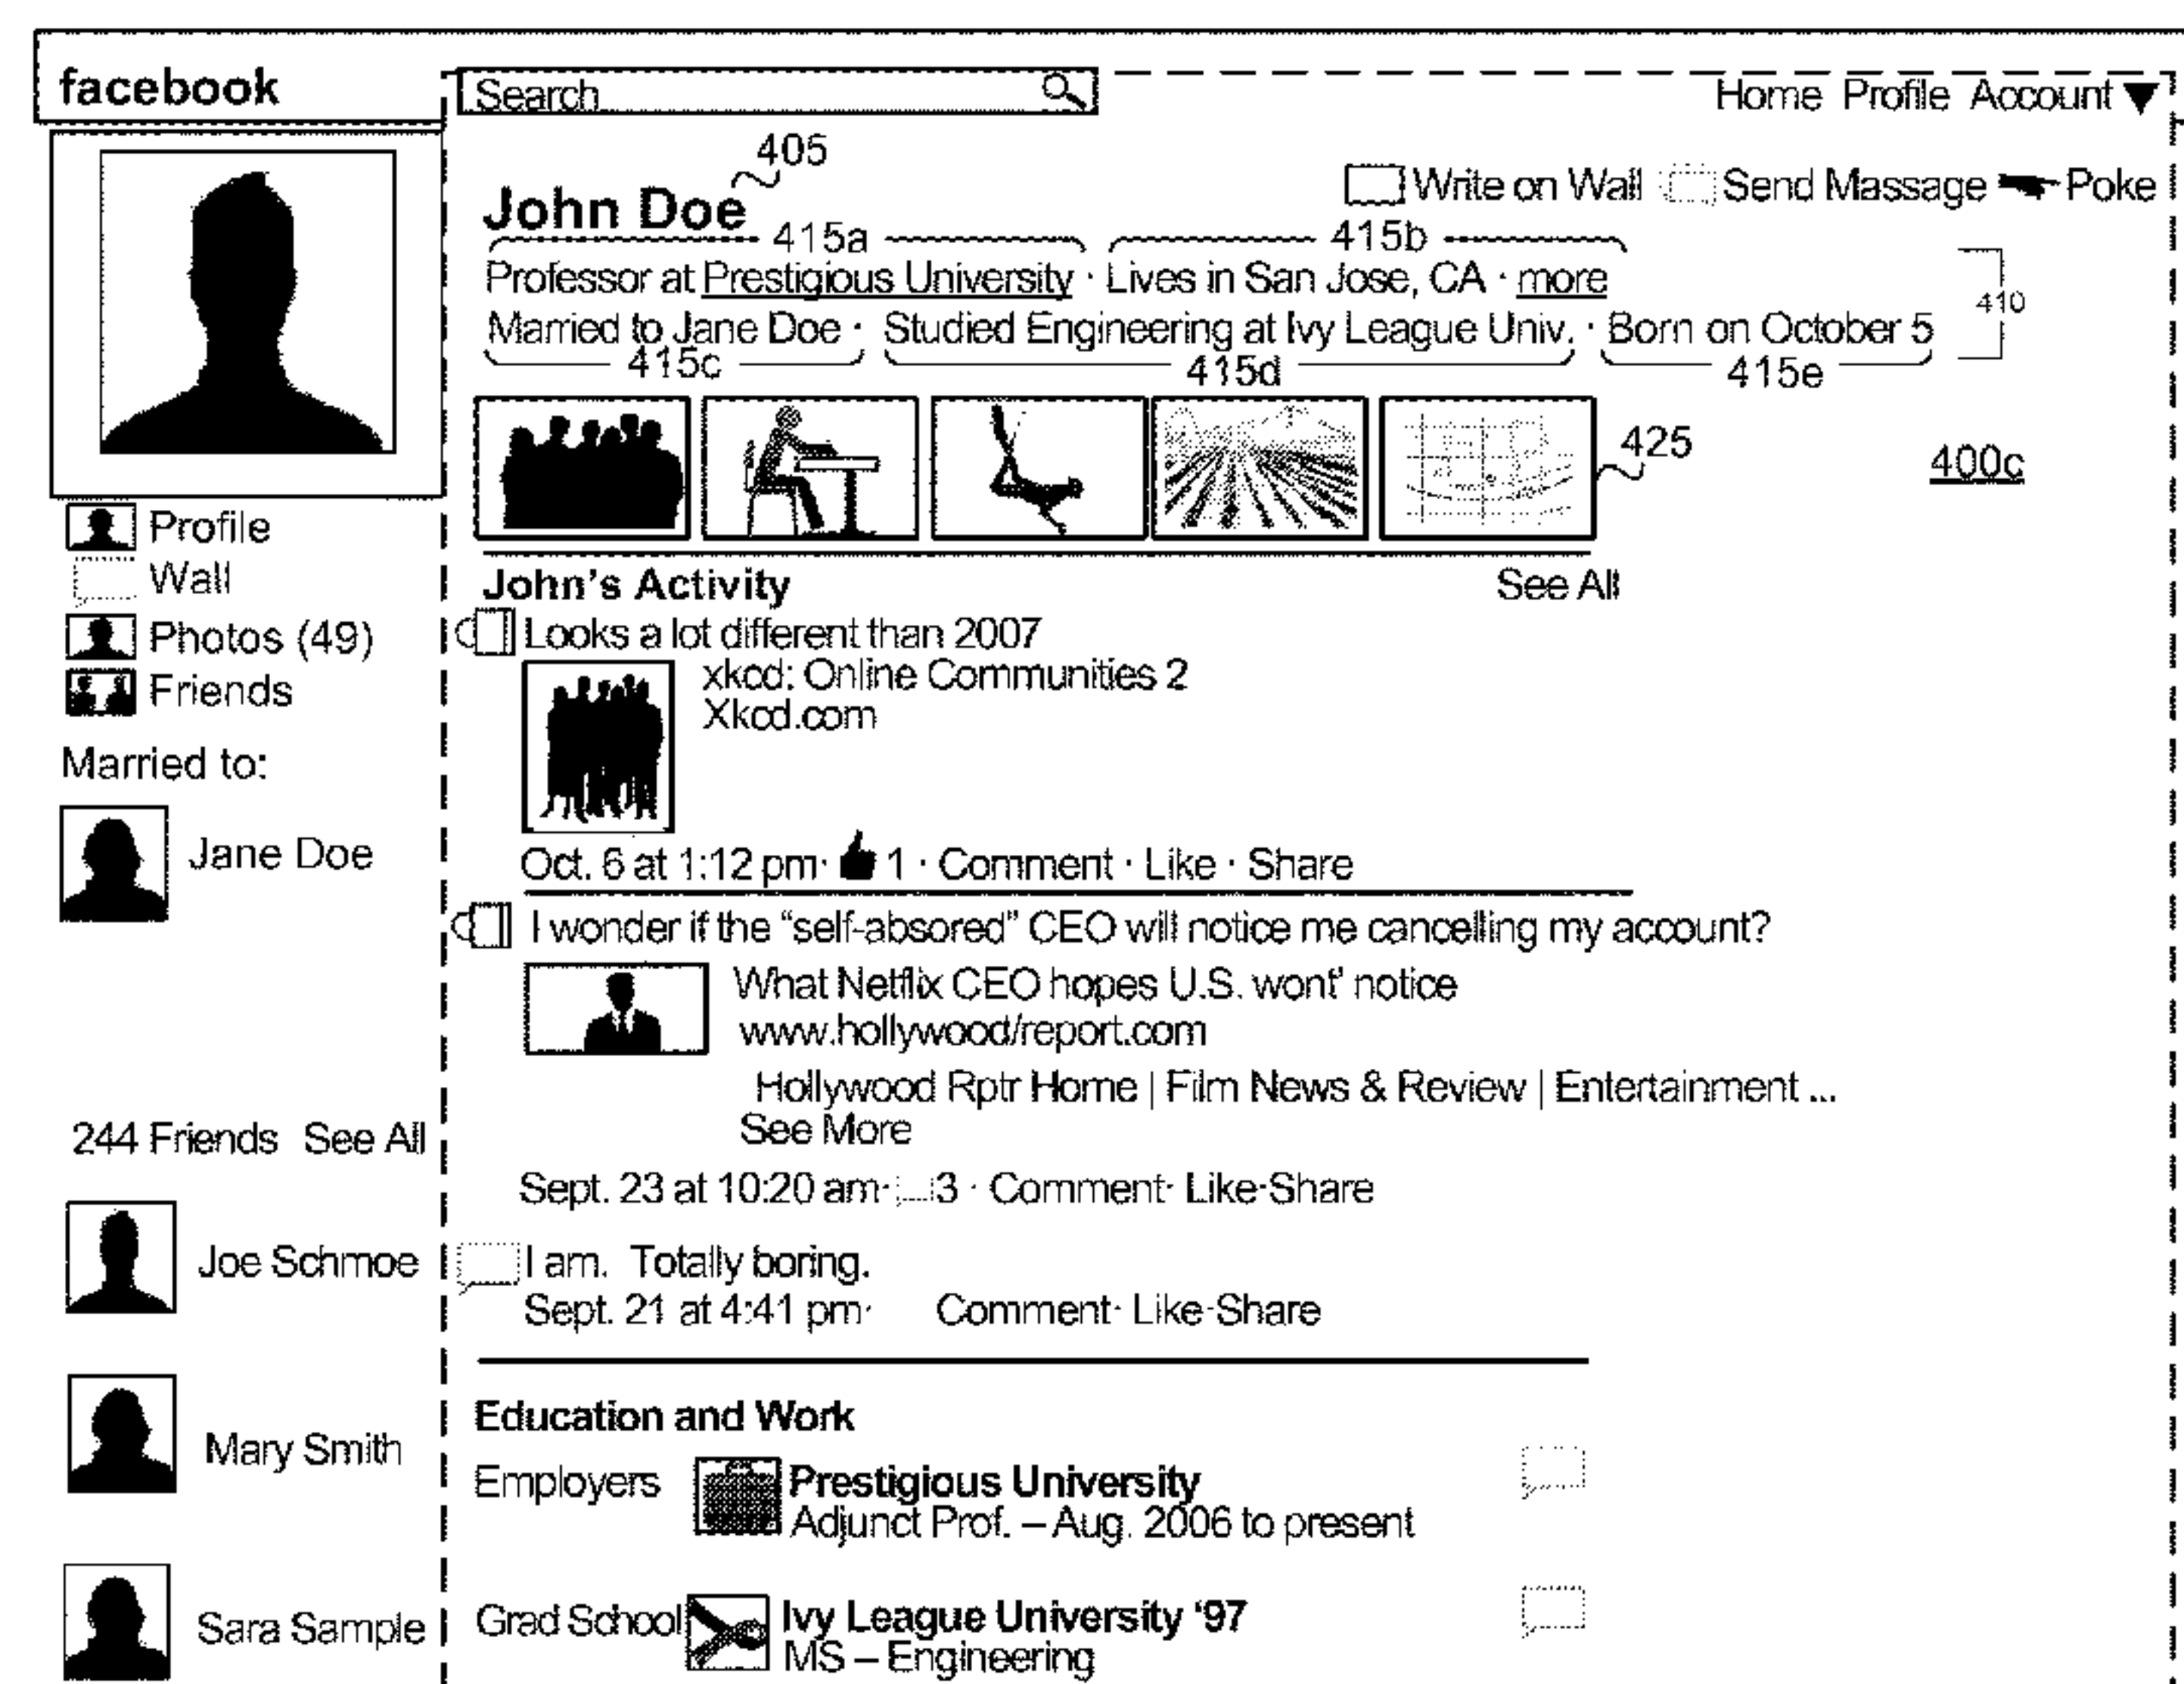 facebook
Search
Home Profile Account
405
John Doe
Write on Wall Send Massage Poke
415a 415b
Professor at Prestigious University · Lives in San Jose, CA · more
410
Married to Jane Doe · Studied Engineering at Ivy League Univ. · Born on October 5
415c 415d 415e
425
400c
Profile
Wall
Photos (49)
Friends
Married to:
Jane Doe
244 Friends See All
Joe Schmoe
Mary Smith
Sara Sample
John's Activity See All
Looks a lot different than 2007
xkcd: Online Communities 2
Xkcd.com
Oct. 6 at 1:12 pm· 1 · Comment · Like · Share
I wonder if the “self-absored” CEO will notice me cancelling my account?
What Netflix CEO hopes U.S. wont' notice
www.hollywood/report.com
Hollywood Rptr Home | Film News & Review | Entertainment ...
See More
Sept. 23 at 10:20 am· 3 · Comment· Like·Share
I am. Totally boring.
Sept. 21 at 4:41 pm· Comment· Like·Share
Education and Work
Employers Prestigious University
Adjunct Prof. – Aug. 2006 to present
Grad School Ivy League University ‘97
MS – Engineering